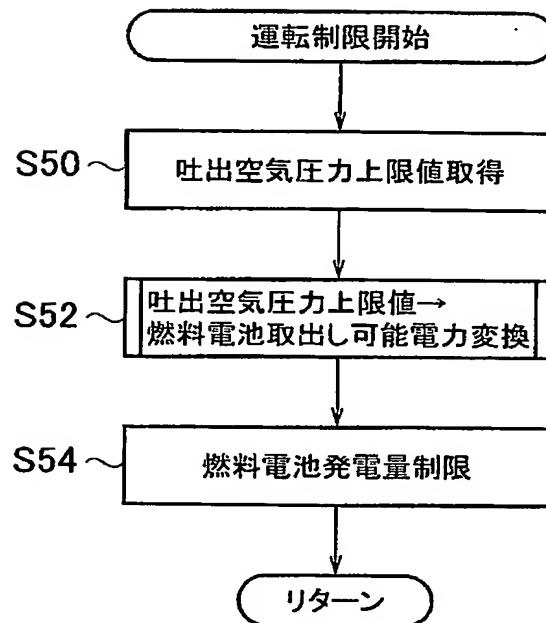 運転制限開始
S50
吐出空気圧力上限値取得
S52
吐出空気圧力上限値→
燃料電池取出し可能電力変換
S54
燃料電池発電量制限
リターン